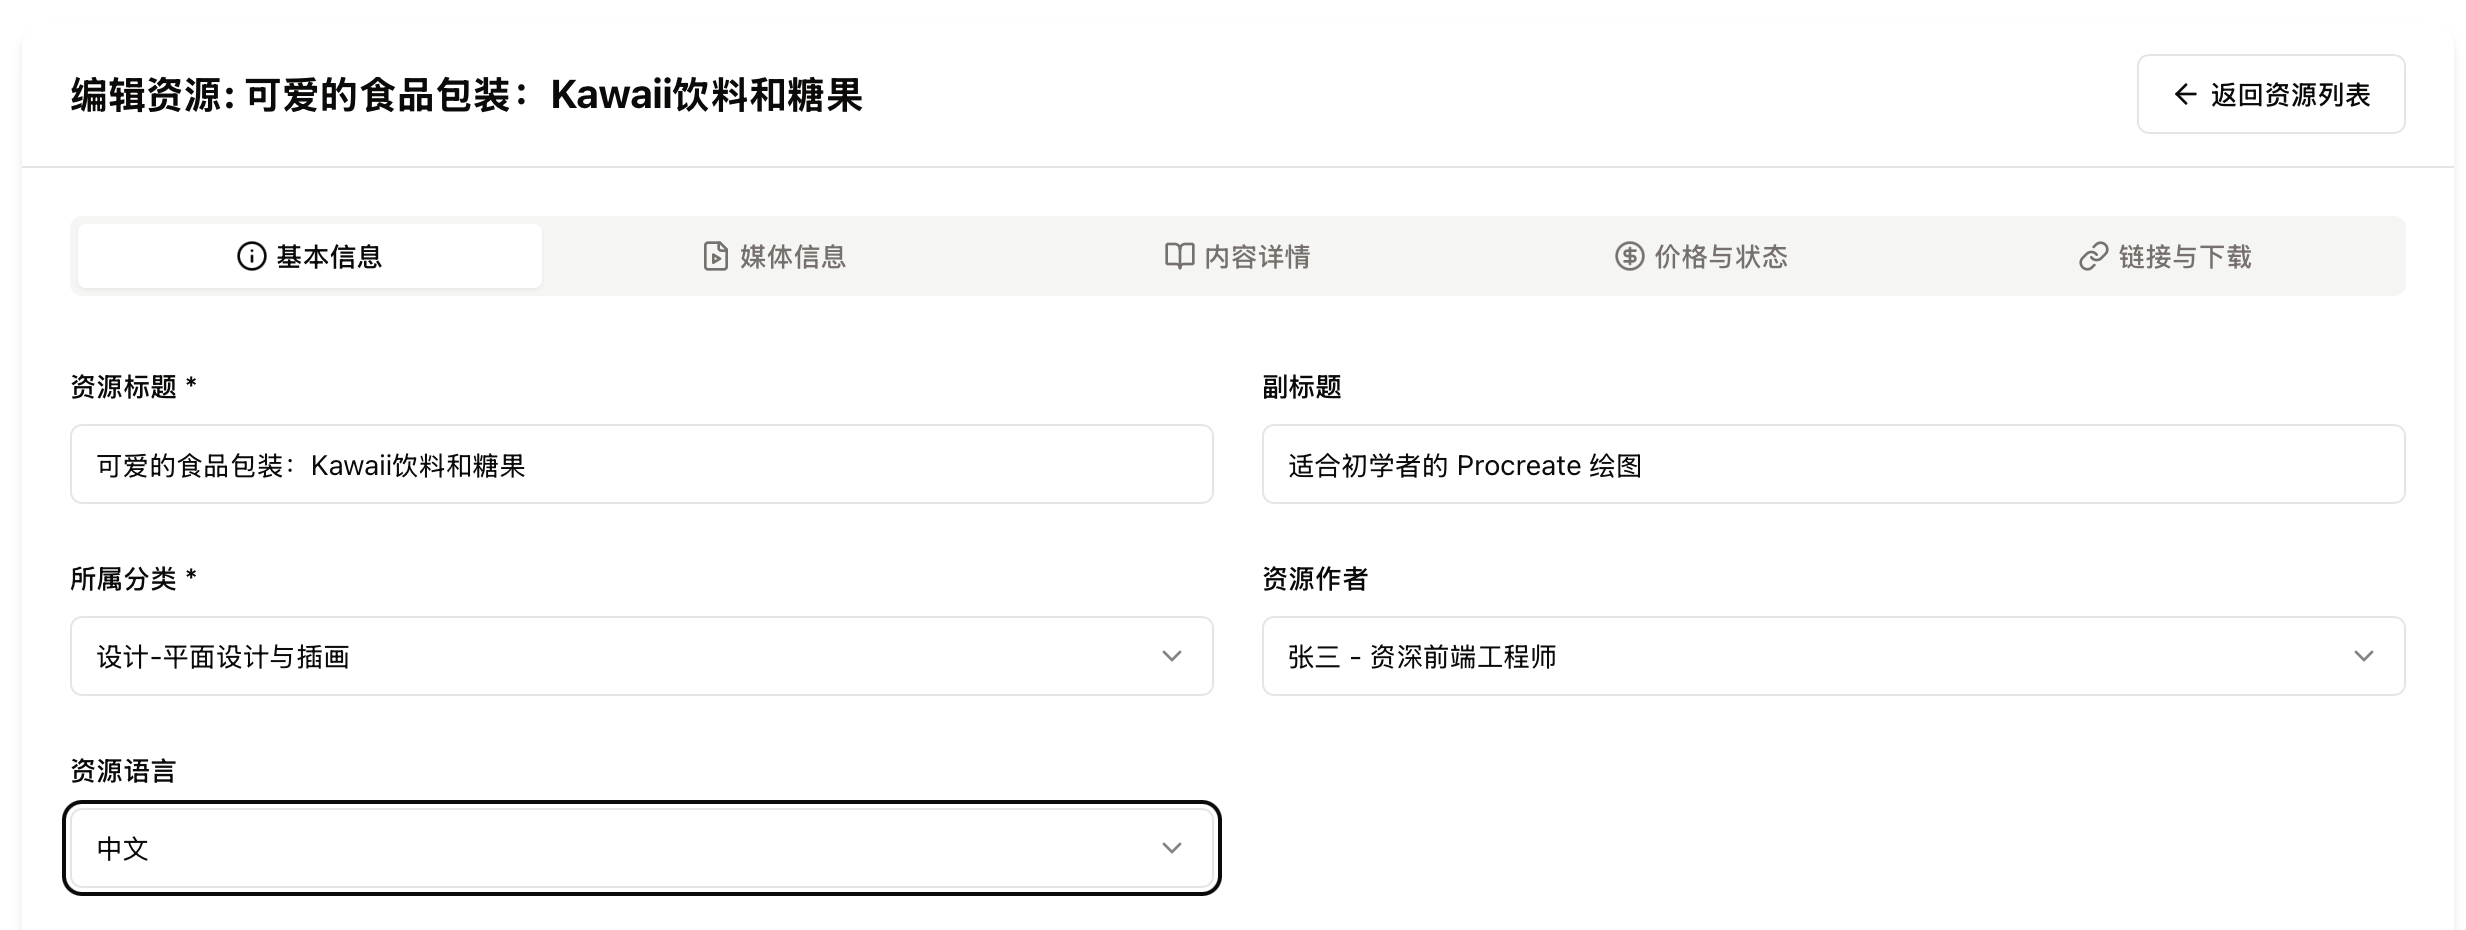 编辑资源: 可爱的食品包装：Kawaii饮料和糖果
返回资源列表
基本信息
媒体信息
内容详情
价格与状态
链接与下载
资源标题 *
副标题
可爱的食品包装：Kawaii饮料和糖果
适合初学者的 Procreate 绘图
所属分类 *
资源作者
设计-平面设计与插画
张三 - 资深前端工程师
资源语言
中文